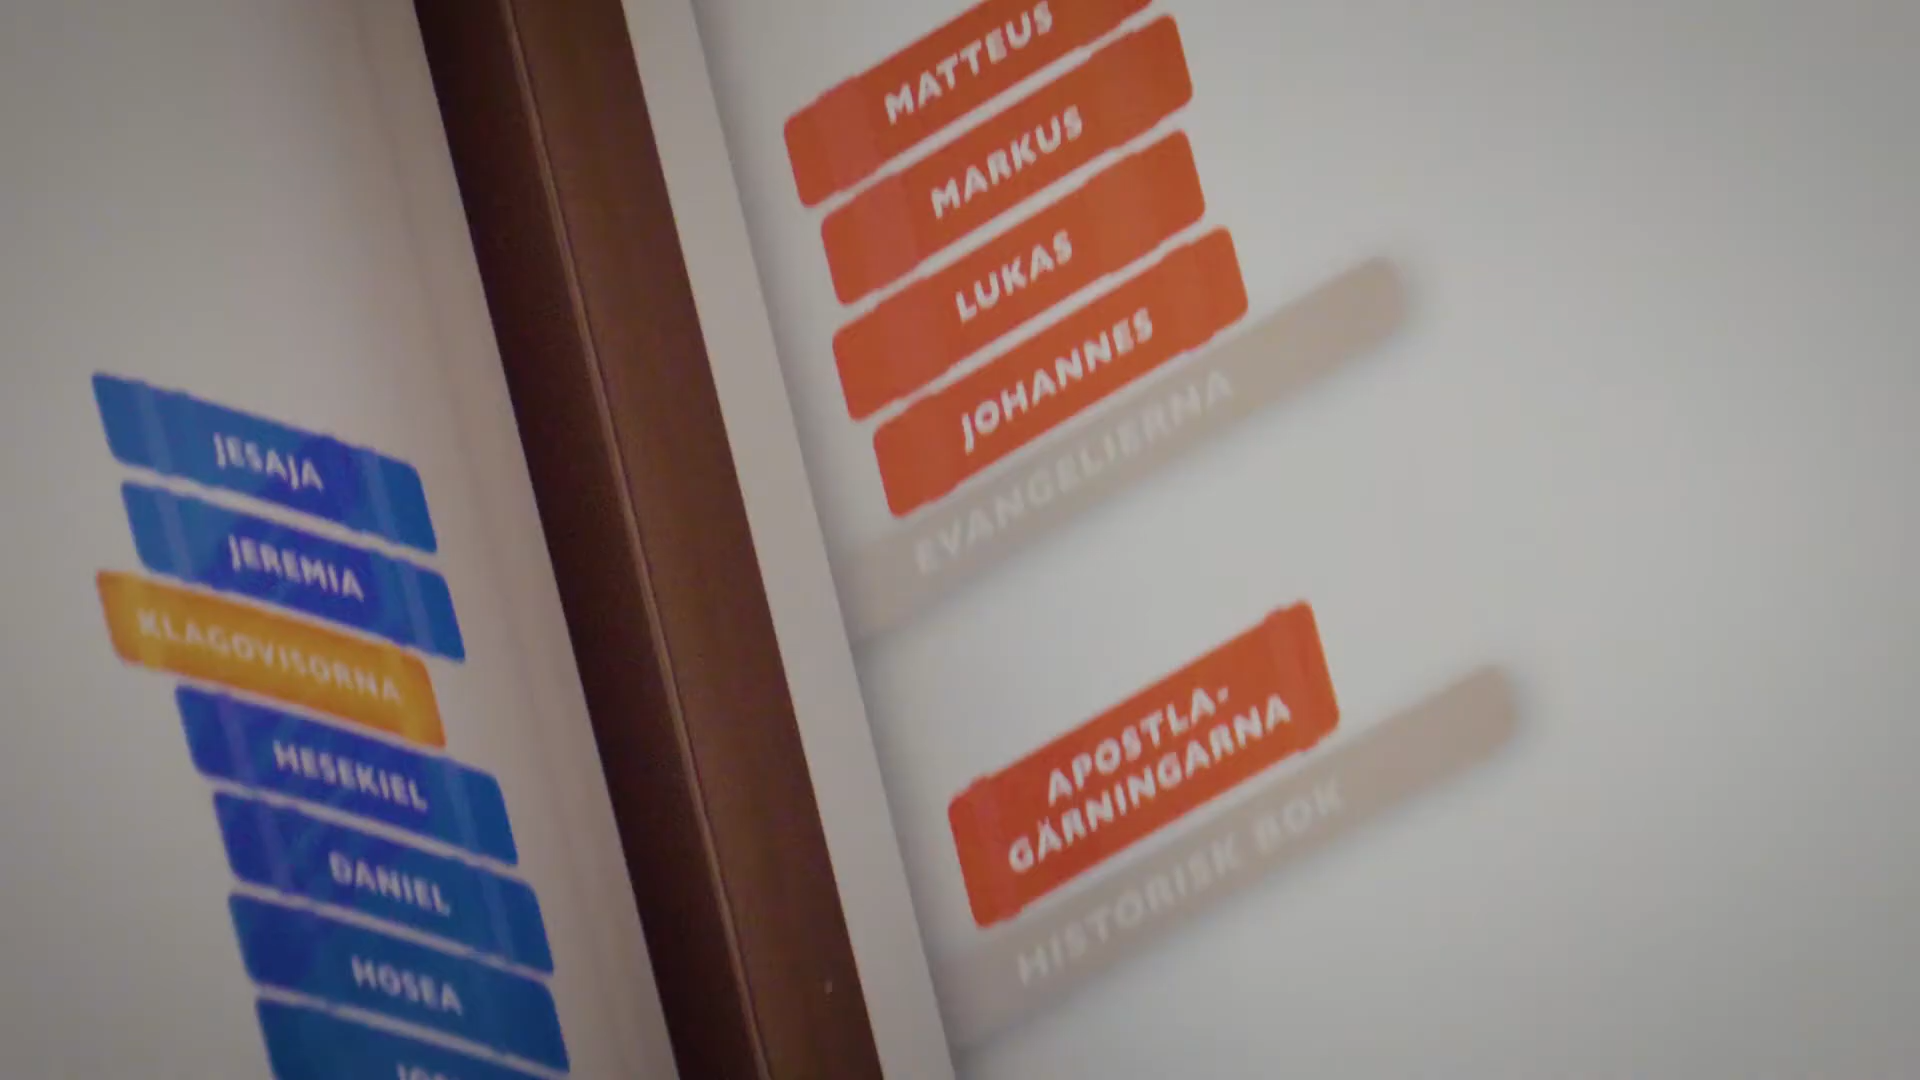 JESAJA
JEREMIA
KLAGOVISORNA
HESEKIEL
DANIEL
HOSEA
MATTEUS
MARKUS
LUKAS
JOHANNES
EVANGELIERNA
APOSTLA-
GÄRNINGARNA
HISTORISK BOK